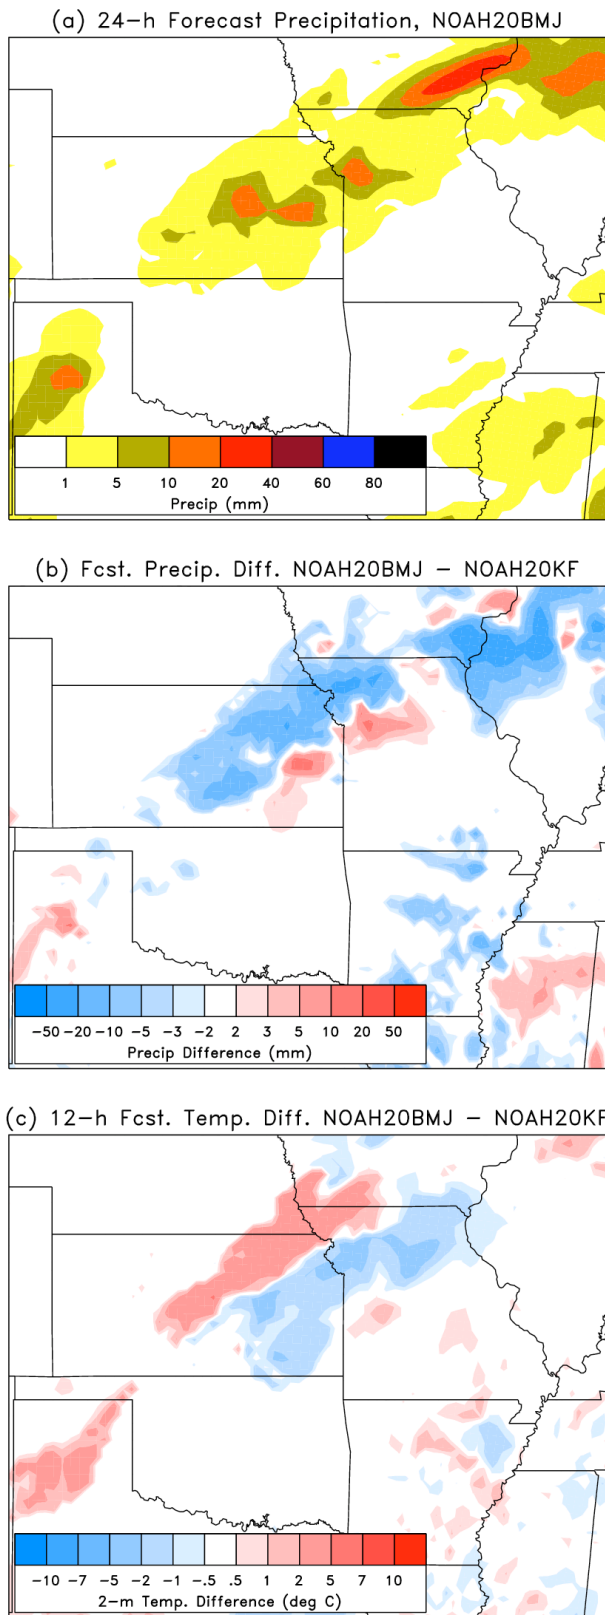 (a) 24-h Forecast Precipitation, NOAH20BMJ
1 5 10 20 40 60 80
Precip (mm)
(b) Fcst. Precip. Diff. NOAH20BMJ - NOAH20KF
-50 -20 -10 -5 -3 -2 2 3 5 10 20 50
Precip Difference (mm)
(c) 12-h Fcst. Temp. Diff. NOAH20BMJ - NOAH20KF
-10 -7 -5 -2 -1 -.5 .5 1 2 5 7 10
2-m Temp. Difference (deg C)